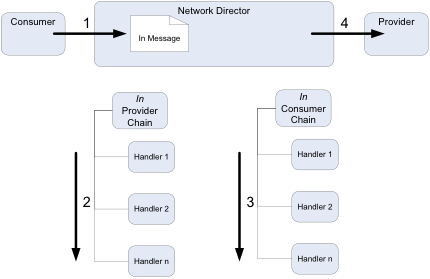 Consumer
1
Network Director
In Message
4
Provider
In
Provider
Chain
Handler 1
2
Handler 2
Handler n
In
Consumer
Chain
Handler 1
3
Handler 2
Handler n